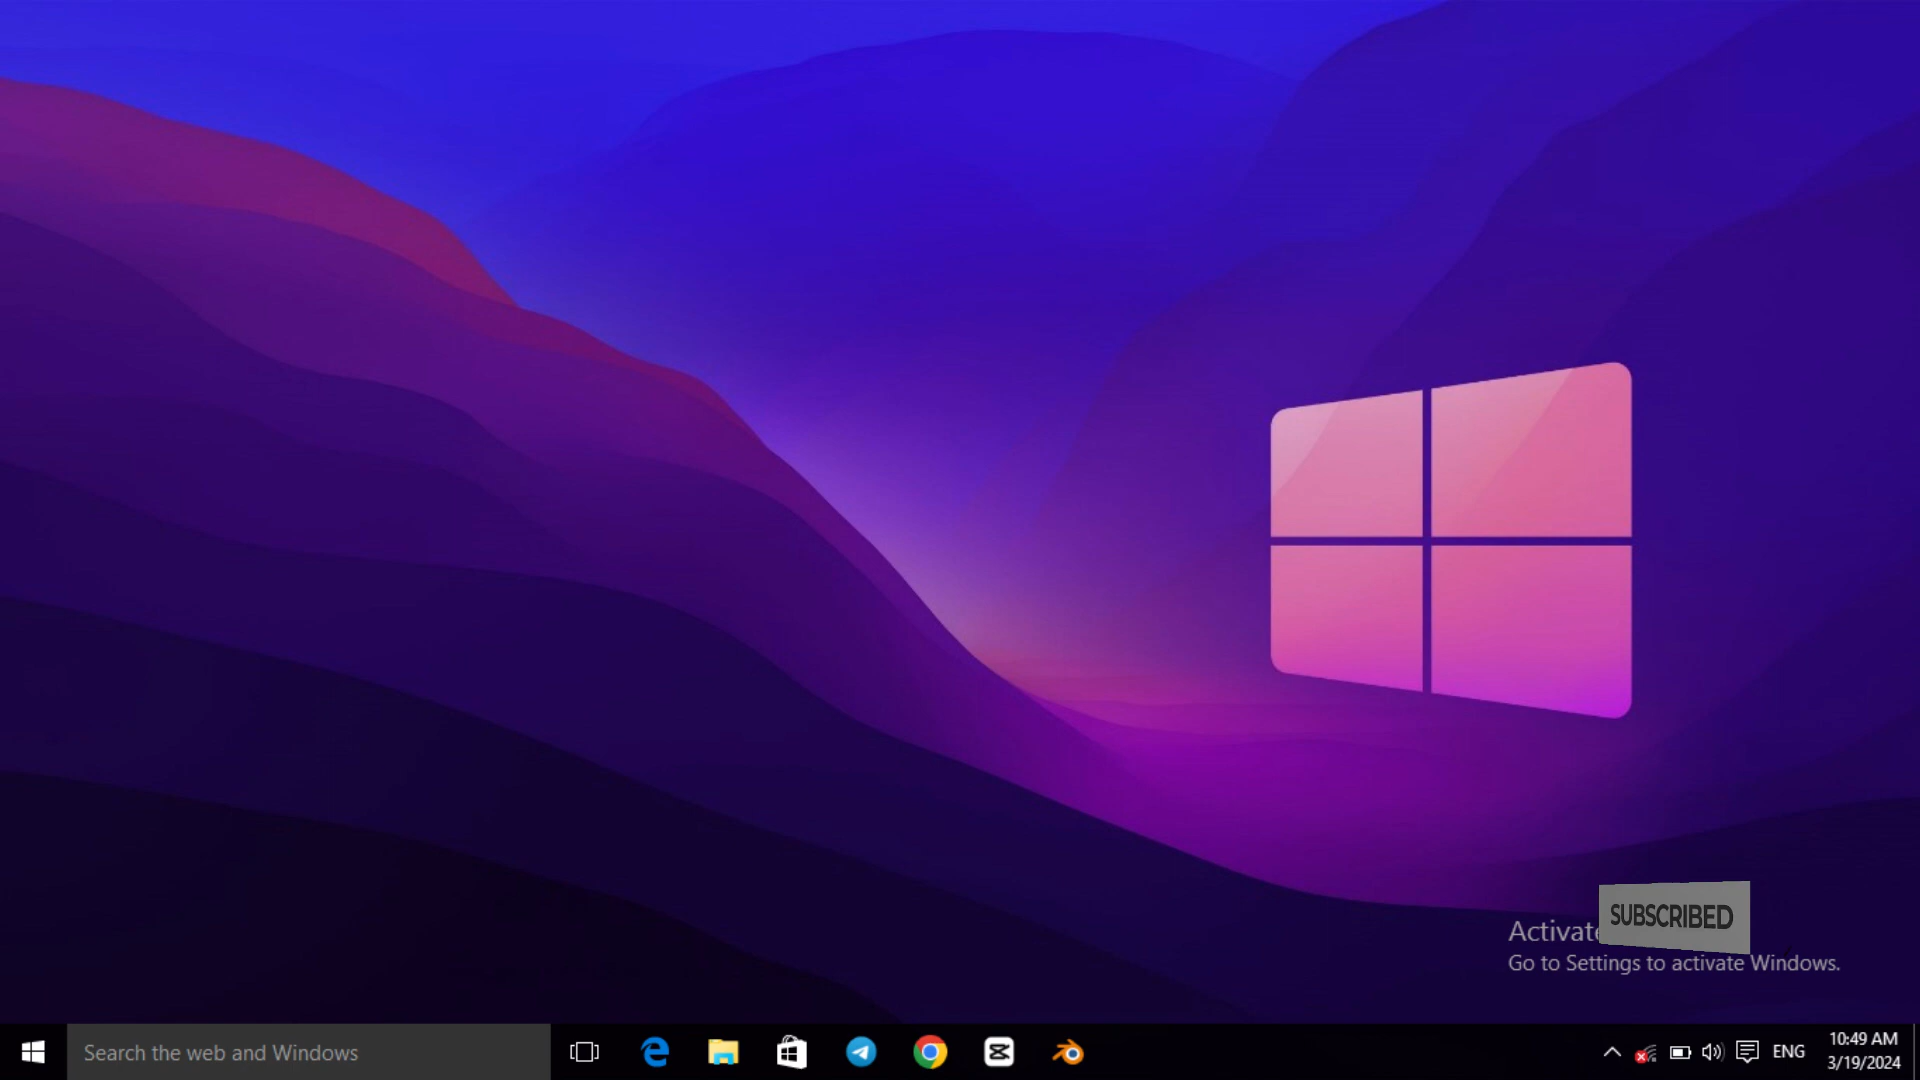 SUBSCRIBED
Activate
Go to Settings to activate Windows.
Search the web and Windows
ENG
10:49 AM
3/19/2024